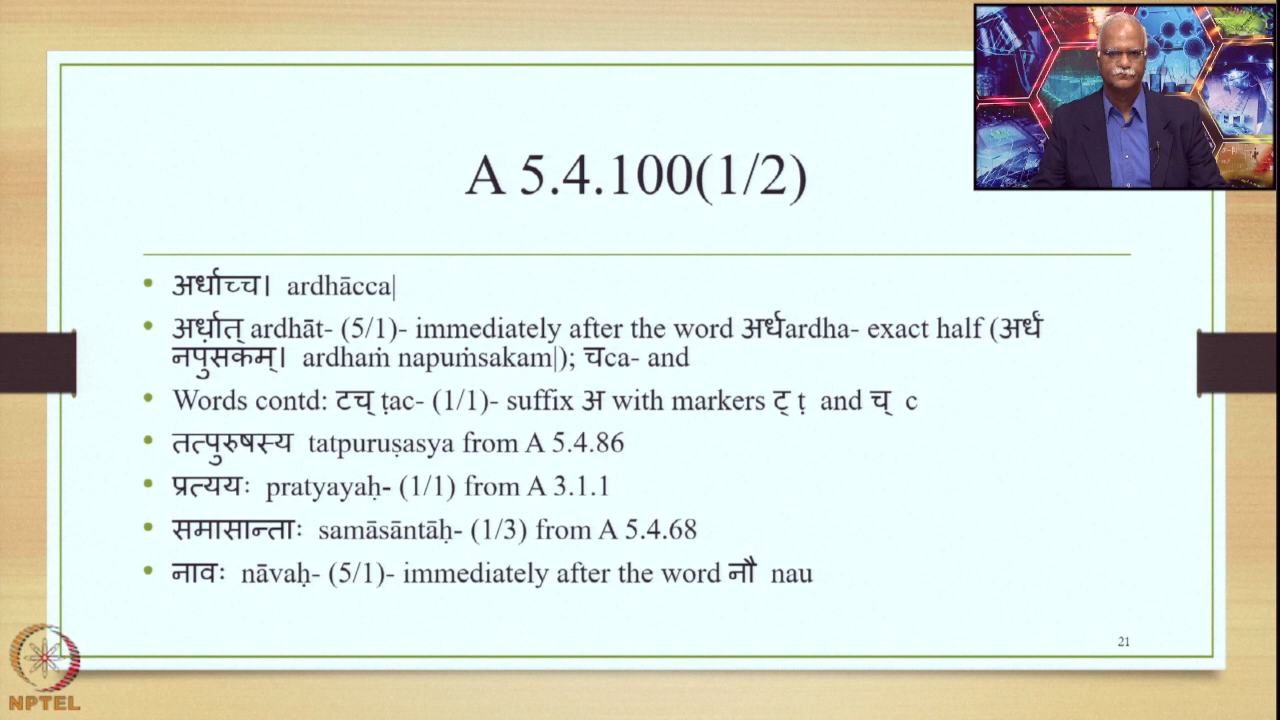 A 5.4.100(1/2)
• अर्धाच्च। ardhācca|
• अर्धात् ardhāt- (5/1)- immediately after the word अर्धardha- exact half (अर्धं
नपुंसकम्। ardhaṁ napuṁsakam|); चca- and
• Words contd: टच् ṭac- (1/1)- suffix अ with markers ट् ṭ and च् c
• तत्पुरुषस्य tatpuruṣasya from A 5.4.86
• प्रत्ययः pratyayaḥ- (1/1) from A 3.1.1
• समासान्ताः samāsāntāḥ- (1/3) from A 5.4.68
• नावः nāvaḥ- (5/1)- immediately after the word नौ nau
21
NPTEL